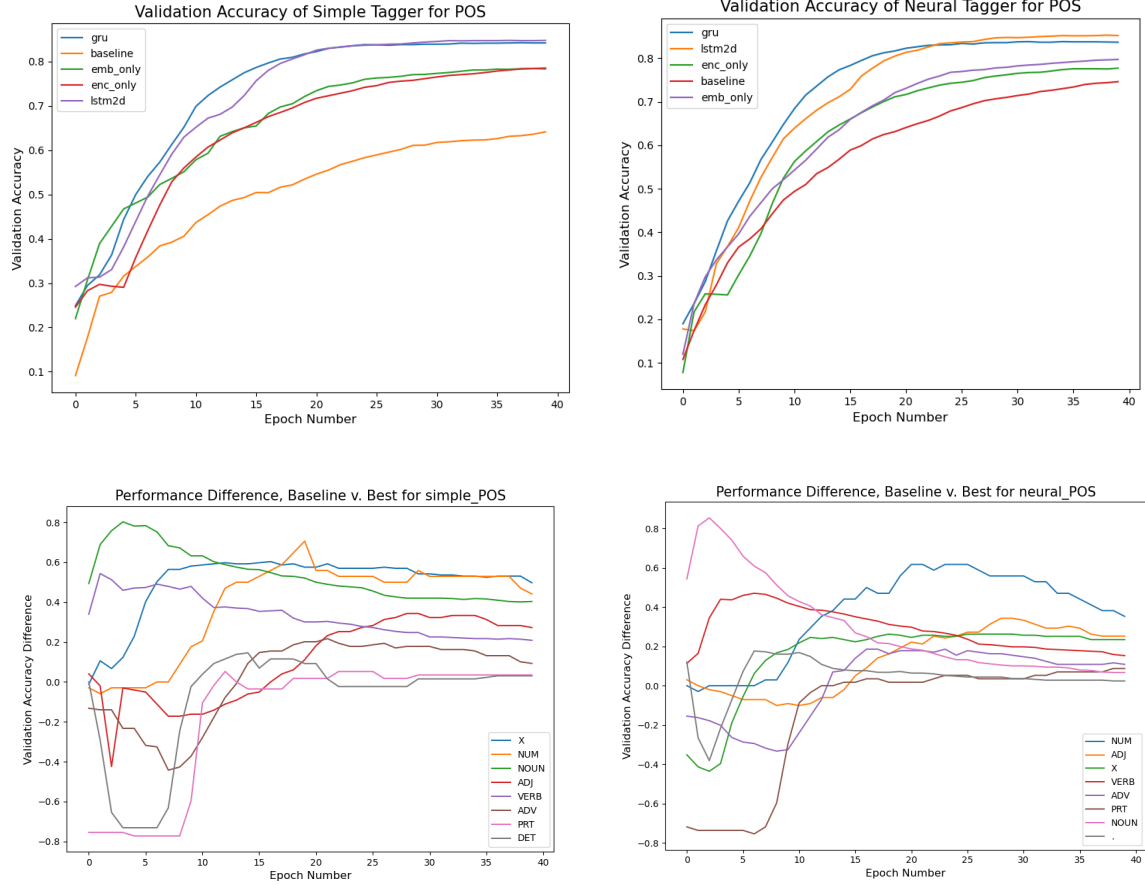 Validation Accuracy of Simple Tagger for POS
gru
baseline
emb_only
enc_only
lstm2d
Validation Accuracy
0.8
0.7
0.6
0.5
0.4
0.3
0.2
0.1
0 5 10 15 20 25 30 35 40
Epoch Number
Validation Accuracy of Neural Tagger for POS
gru
lstm2d
enc_only
baseline
emb_only
Validation Accuracy
0.8
0.7
0.6
0.5
0.4
0.3
0.2
0.1
0 5 10 15 20 25 30 35 40
Epoch Number
Performance Difference, Baseline v. Best for simple_POS
Validation Accuracy Difference
0.8
0.6
0.4
0.2
0.0
−0.2
−0.4
−0.6
−0.8
X
NUM
NOUN
ADJ
VERB
ADV
PRT
DET
0 5 10 15 20 25 30 35 40
Epoch Number
Performance Difference, Baseline v. Best for neural_POS
Validation Accuracy Difference
0.8
0.6
0.4
0.2
0.0
−0.2
−0.4
−0.6
−0.8
NUM
ADJ
X
VERB
ADV
PRT
NOUN
.
0 5 10 15 20 25 30 35 40
Epoch Number